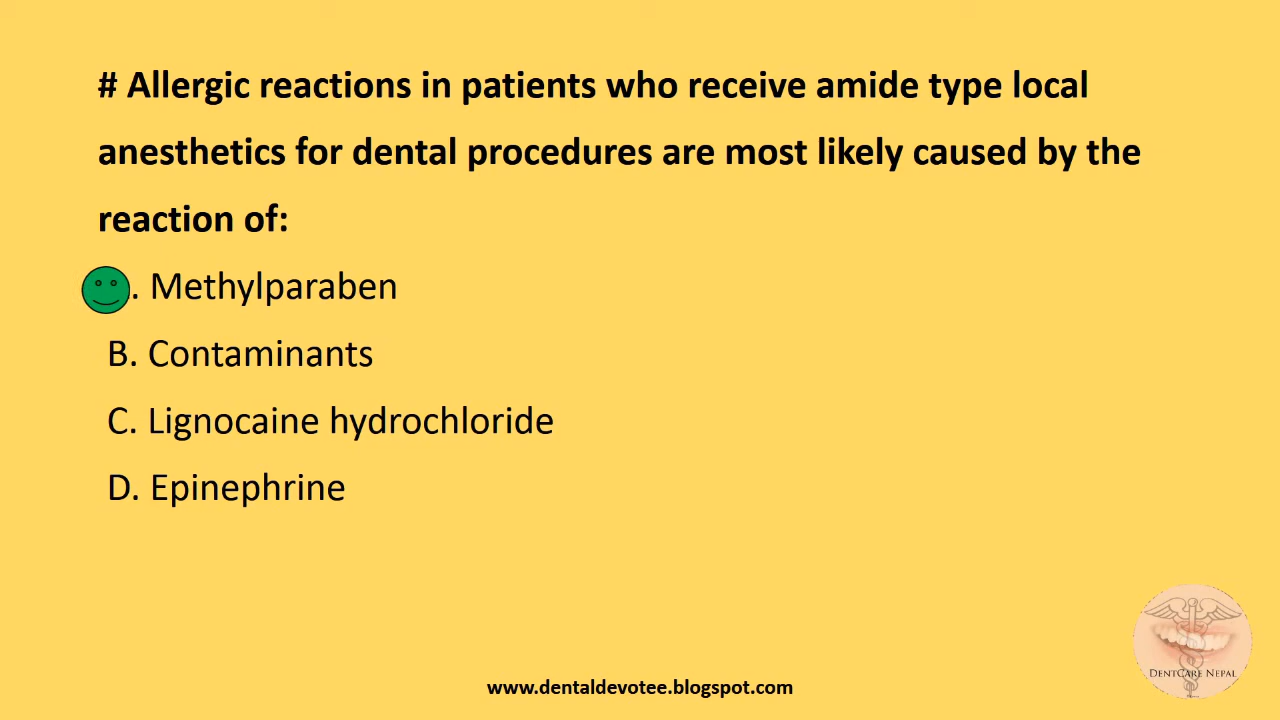 # Allergic reactions in patients who receive amide type local
anesthetics for dental procedures are most likely caused by the
reaction of:
. Methylparaben
B. Contaminants
C. Lignocaine hydrochloride
D. Epinephrine
DentCare Nepal
www.dentaldevotee.blogspot.com